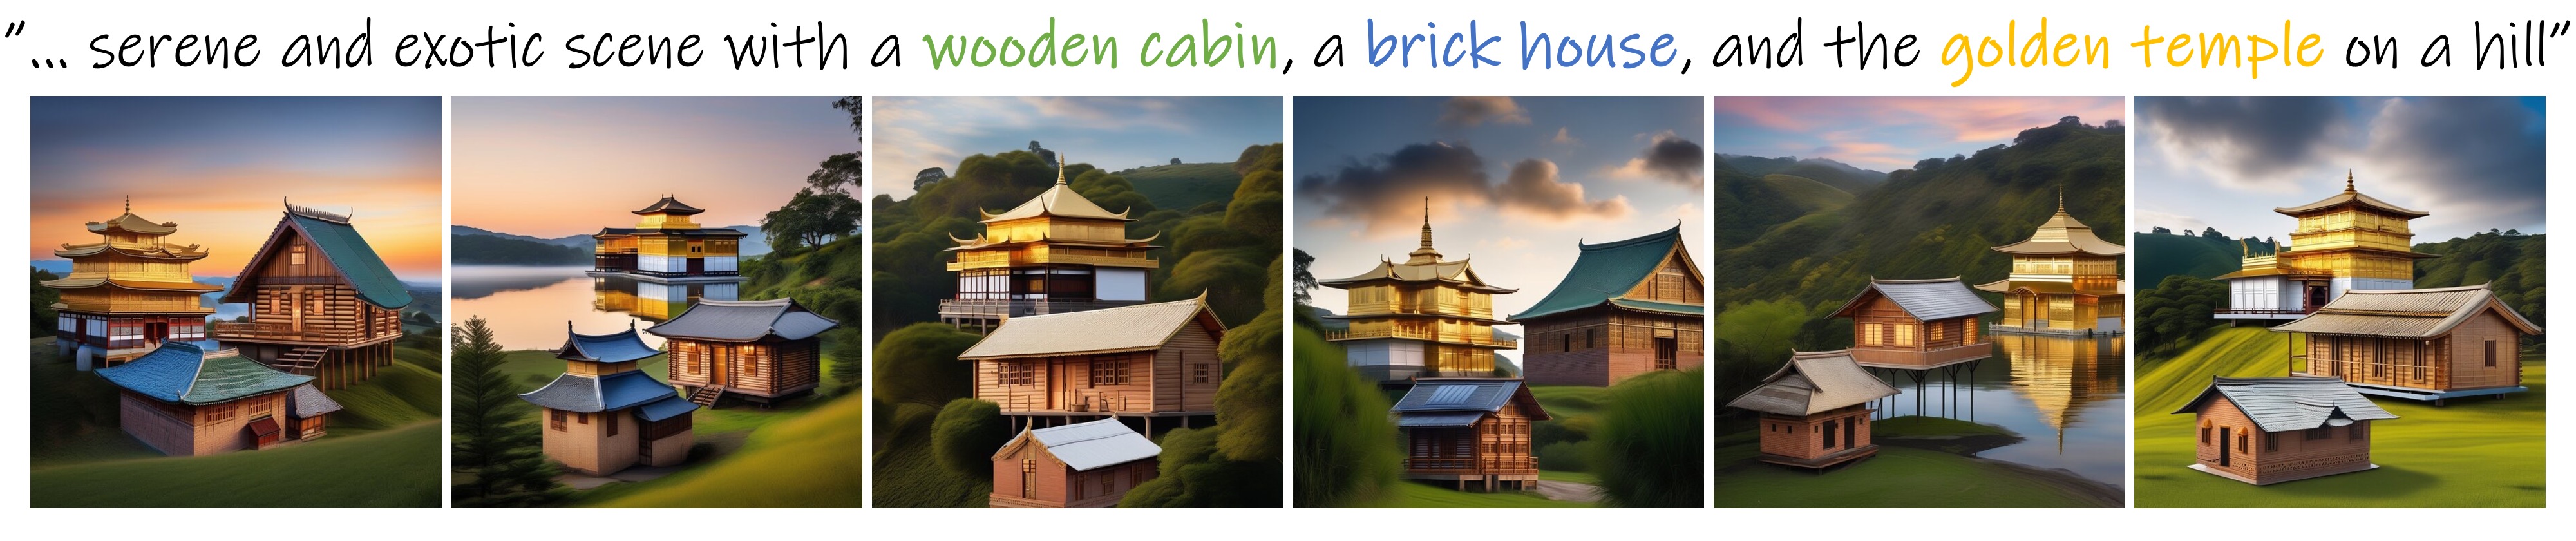 "... serene and exotic scene with a wooden cabin, a brick house, and the golden temple on a hill"